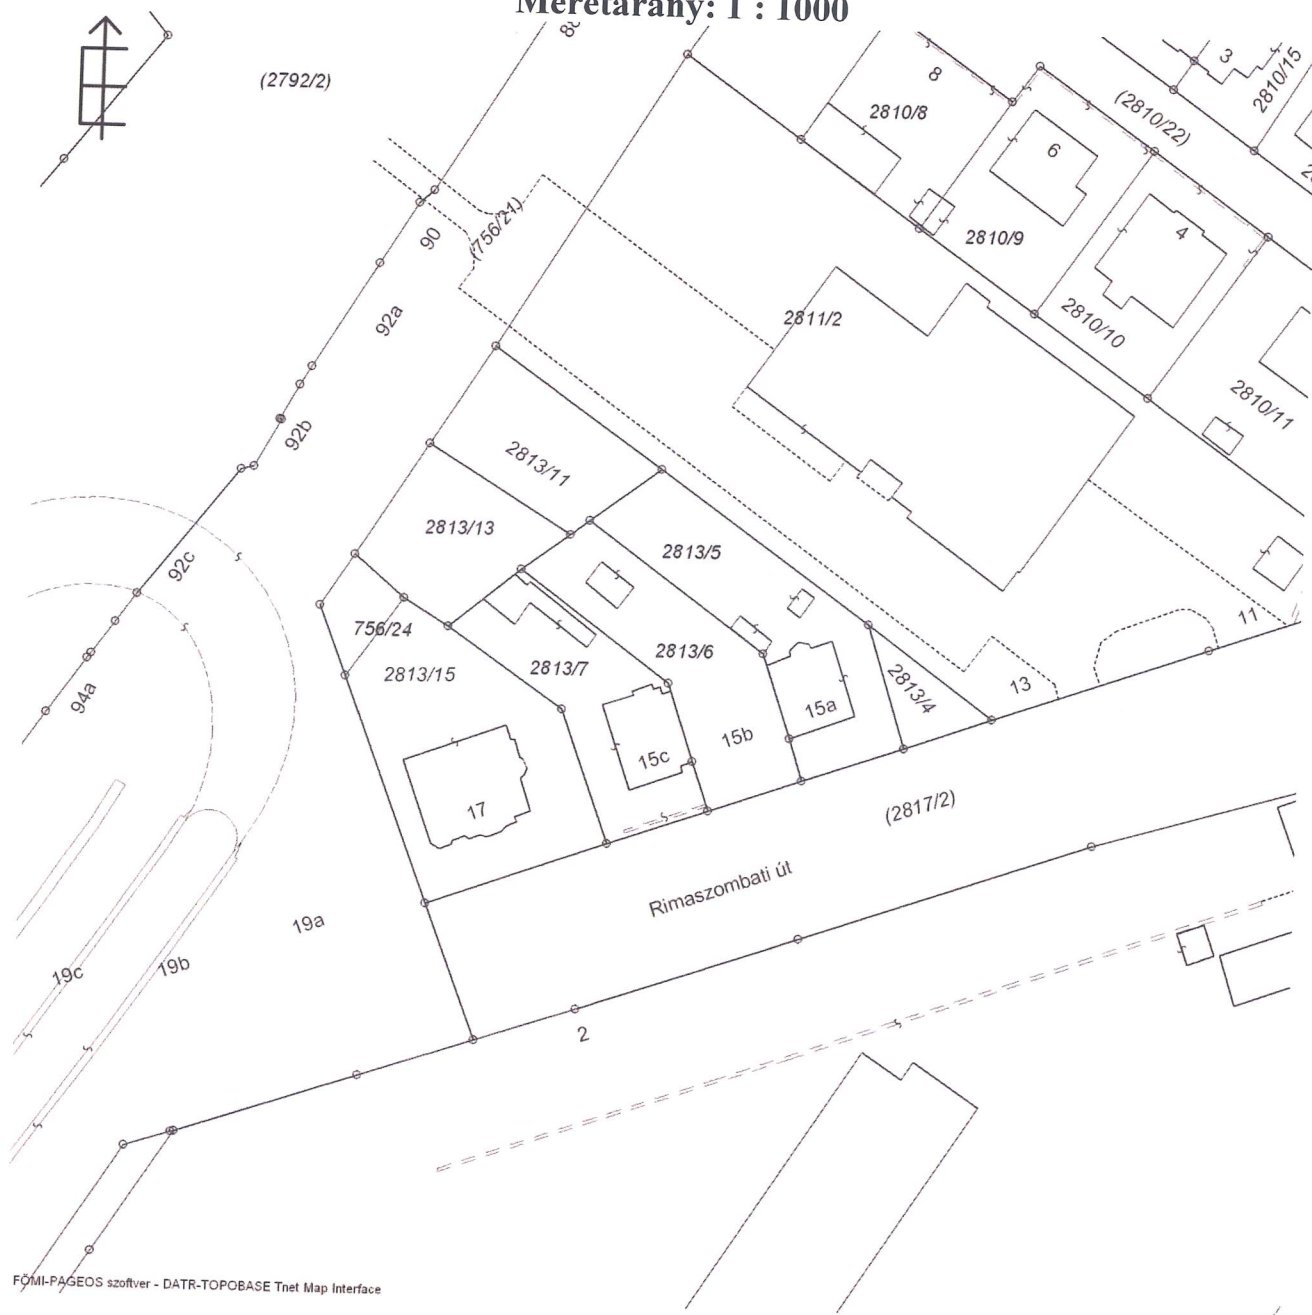 Méretarány: 1 : 1000
(2792/2)
8
3
2810/15
2810/8
(2810/22)
6
4
90
(756/21)
2810/9
92a
2811/2
2810/10
2810/11
92b
2813/11
2813/13
2813/5
92c
11
756/24
2813/15
2813/7
2813/6
2813/4
13
94a
15a
15b
15c
17
(2817/2)
Rimaszombati út
19a
19c
19b
2
FÖMI-PAGEOS szoftver - DATR-TOPOBASE Tnet Map Interface